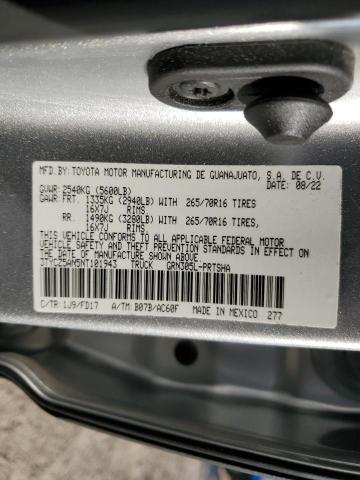 MFD.BY:TOYOTA MOTOR MANUFACTURING DE GUANAJUATO, S.A. DE C.V.
GVWR:2540KG (5600LB) DATE: 08/22
GAWR:FRT. 1335KG (2940LB) WITH 265/70R16 TIRES
16X7J RIMS,
RR. 1490KG (3280LB) WITH 265/70R16 TIRES,
16X7J RIMS.
THIS VEHICLE CONFORMS TO ALL APPLICABLE FEDERAL MOTOR
VEHICLE SAFETY AND THEFT PREVENTION STANDARDS IN EFFECT ON
THE DATE OF MANUFACTURE SHOWN ABOVE.
3TYCZ5AN5NT101943 TRUCK GRN305L-PRTSHA
C/TR:1J9/FD17 A/TM:B07B/AC60F MADE IN MEXICO 277